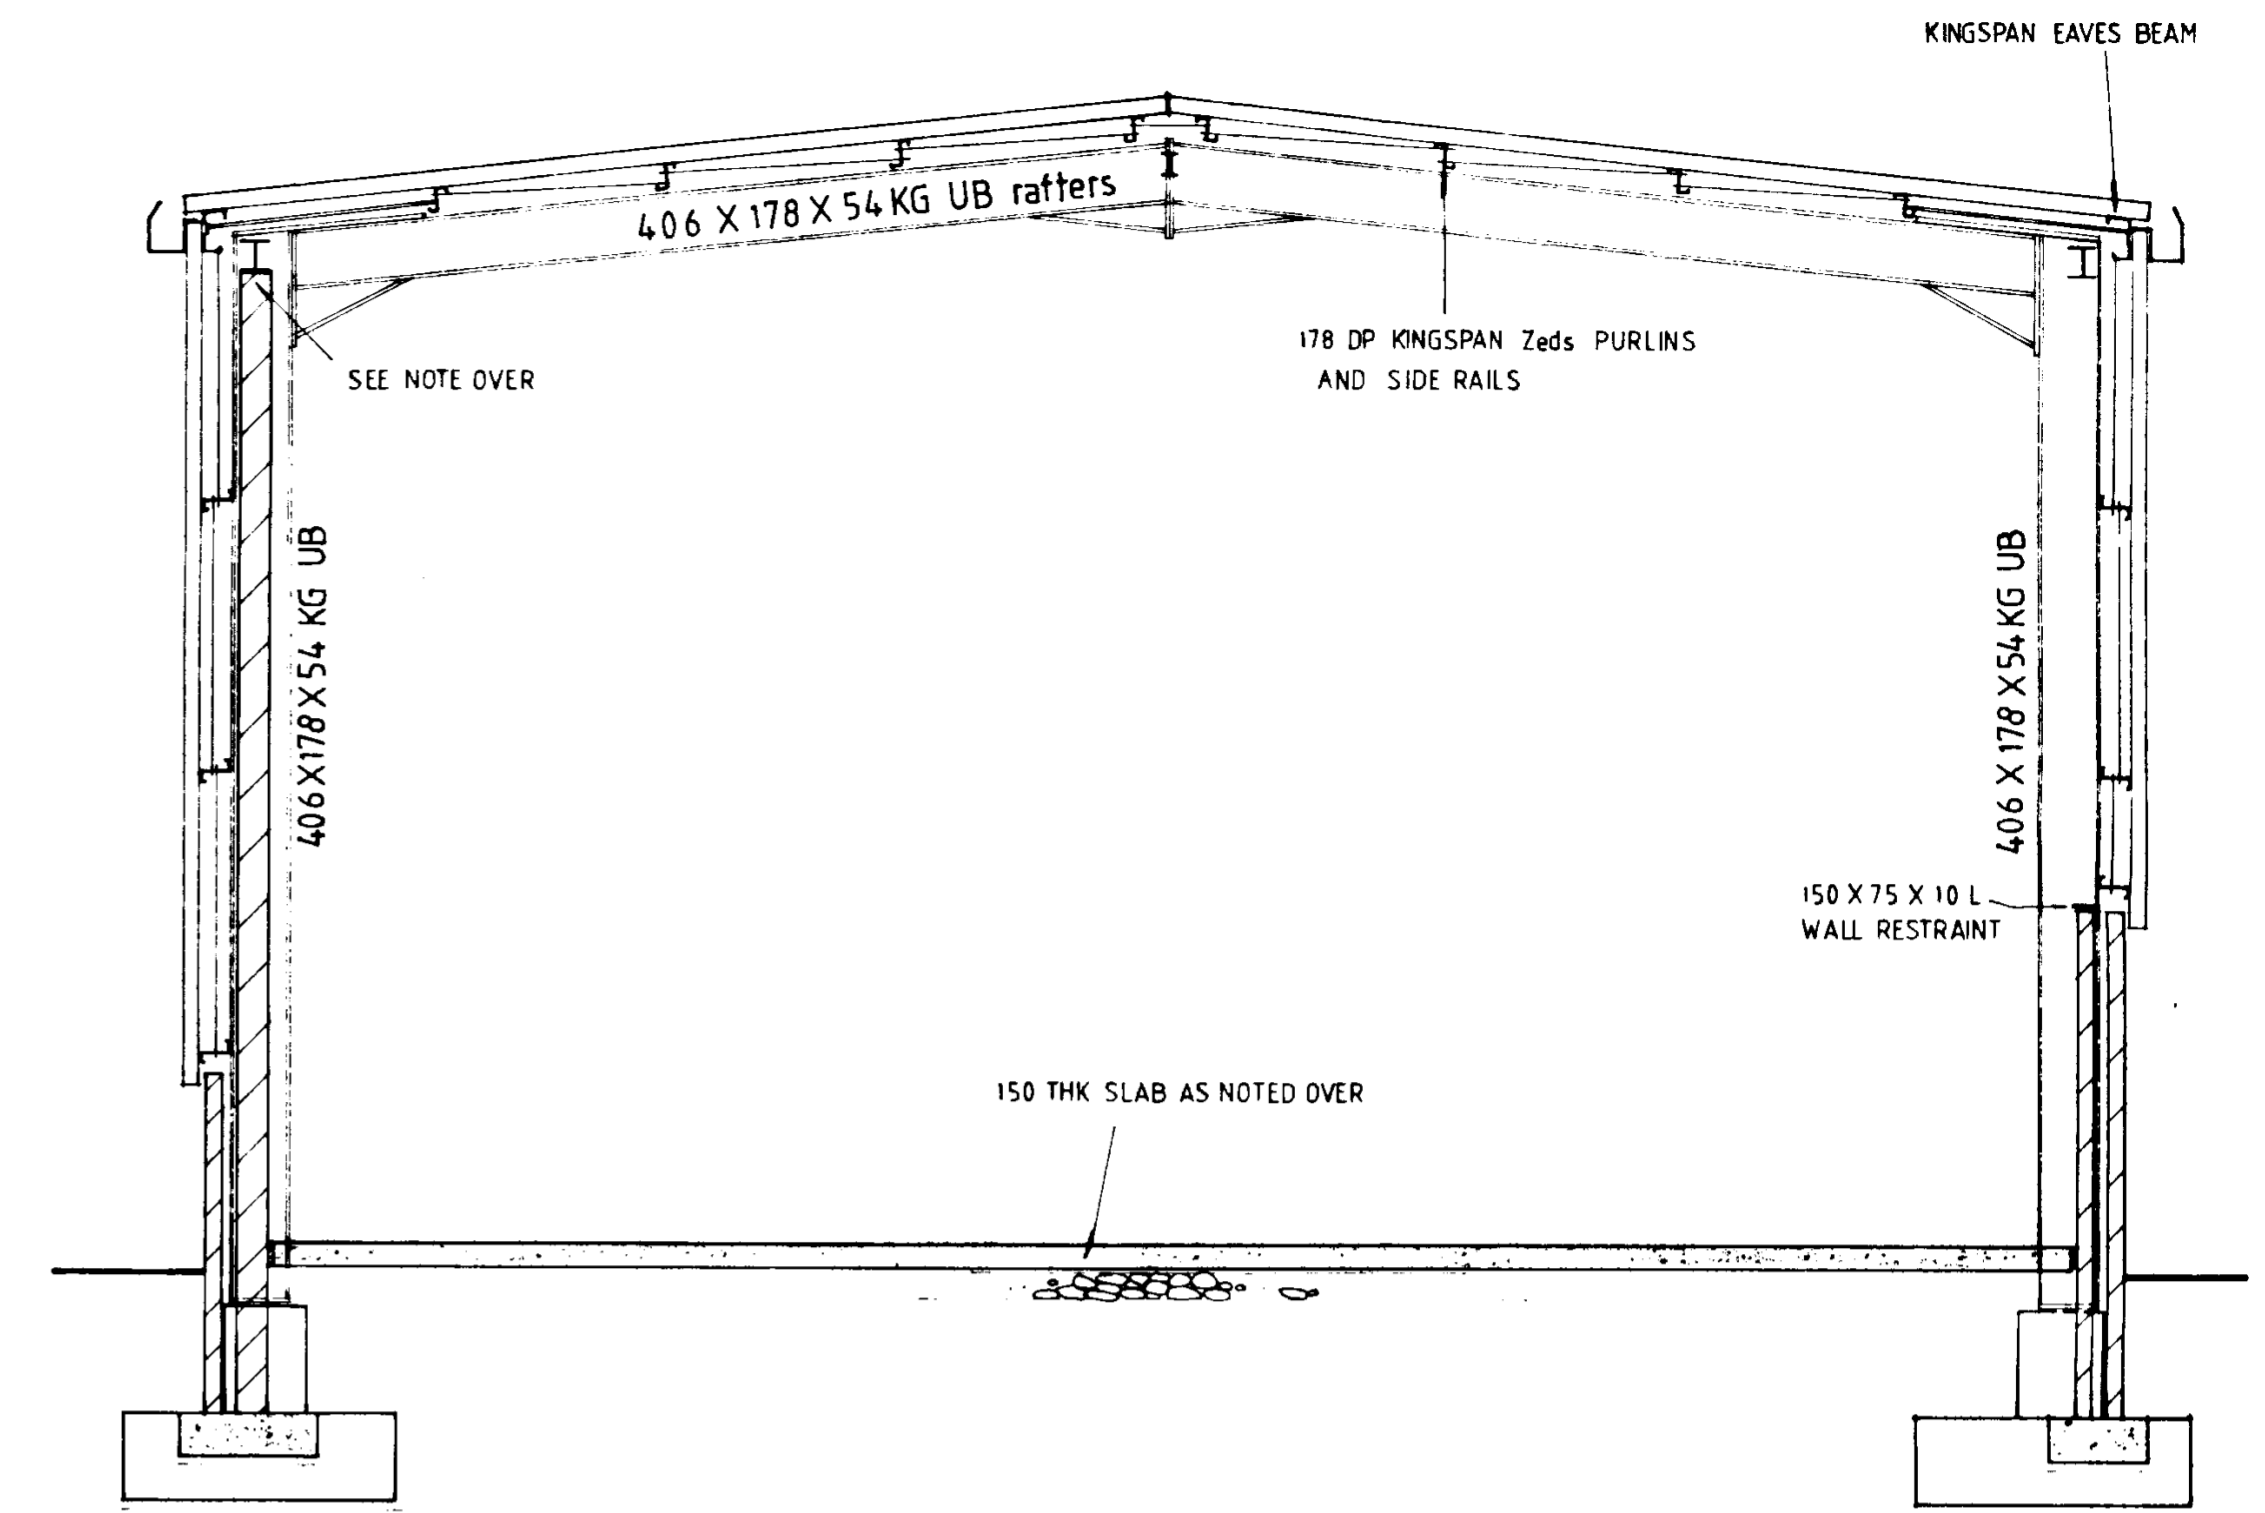 KINGSPAN EAVES BEAM
406 X 178 X 54 KG UB rafters
178 DP KINGSPAN Zeds PURLINS
AND SIDE RAILS
SEE NOTE OVER
406 X 178 X 54 KG UB
406 X 178 X 54 KG UB
150 X 75 X 10 L
WALL RESTRAINT
150 THK SLAB AS NOTED OVER